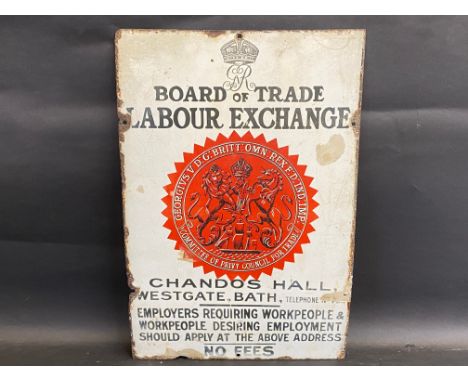 GR
BOARD OF TRADE
LABOUR EXCHANGE
GEORGIVS V D.G. BRITT OMN REX F.D. IND. IMP.
COMMITTEE OF PRIVY COUNCIL FOR TRADE
CHANDOS HALL,
WESTGATE. BATH, TELEPHONE
EMPLOYERS REQUIRING WORKPEOPLE &
WORKPEOPLE DESIRING EMPLOYMENT
SHOULD APPLY AT THE ABOVE ADDRESS
NO FEES